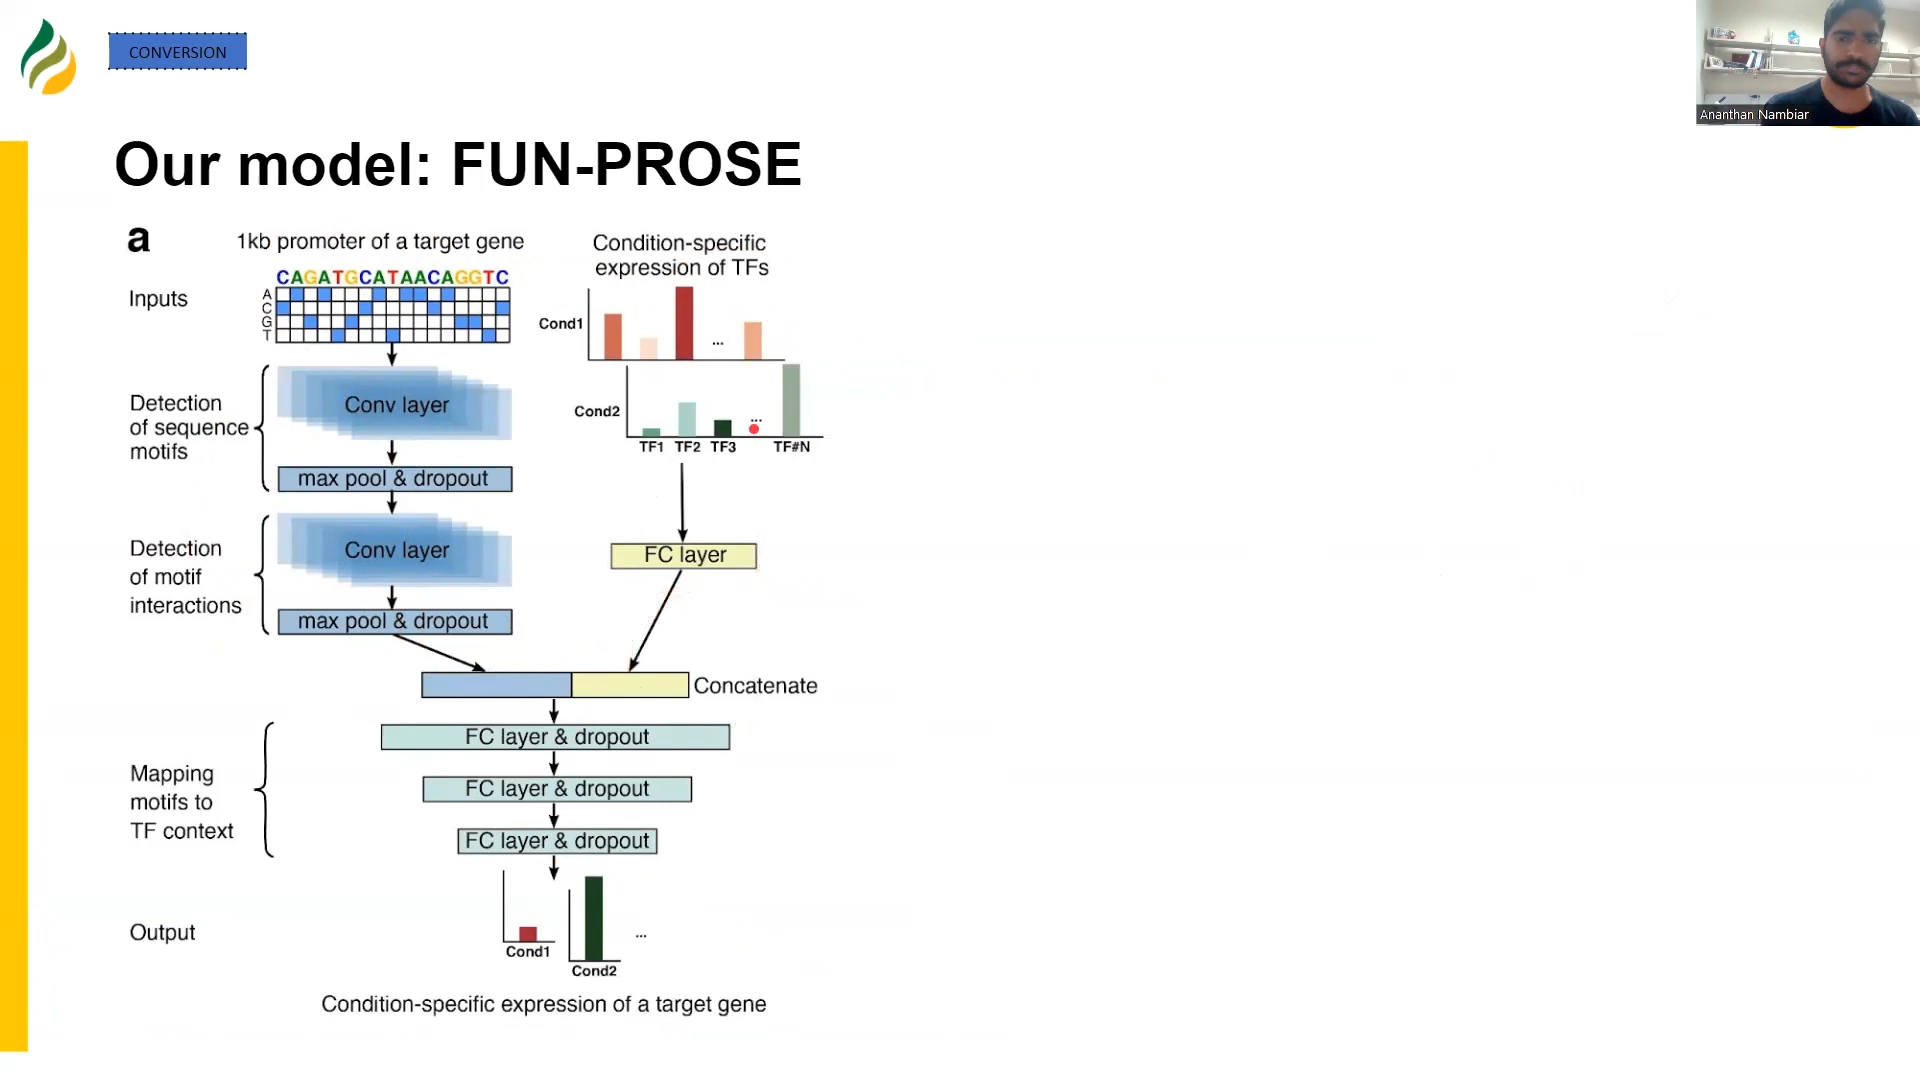 CONVERSION
Ananthan Nambiar
Our model: FUN-PROSE
a
1kb promoter of a target gene
Condition-specific
expression of TFs
Inputs
CAGATGCATAACAGGTC
A
C
G
T
Cond1
...
Cond2
...
TF1 TF2 TF3 TF#N
Detection
of sequence
motifs
Conv layer
max pool & dropout
Detection
of motif
interactions
Conv layer
max pool & dropout
FC layer
Concatenate
Mapping
motifs to
TF context
FC layer & dropout
FC layer & dropout
FC layer & dropout
Output
Cond1
Cond2
...
Condition-specific expression of a target gene